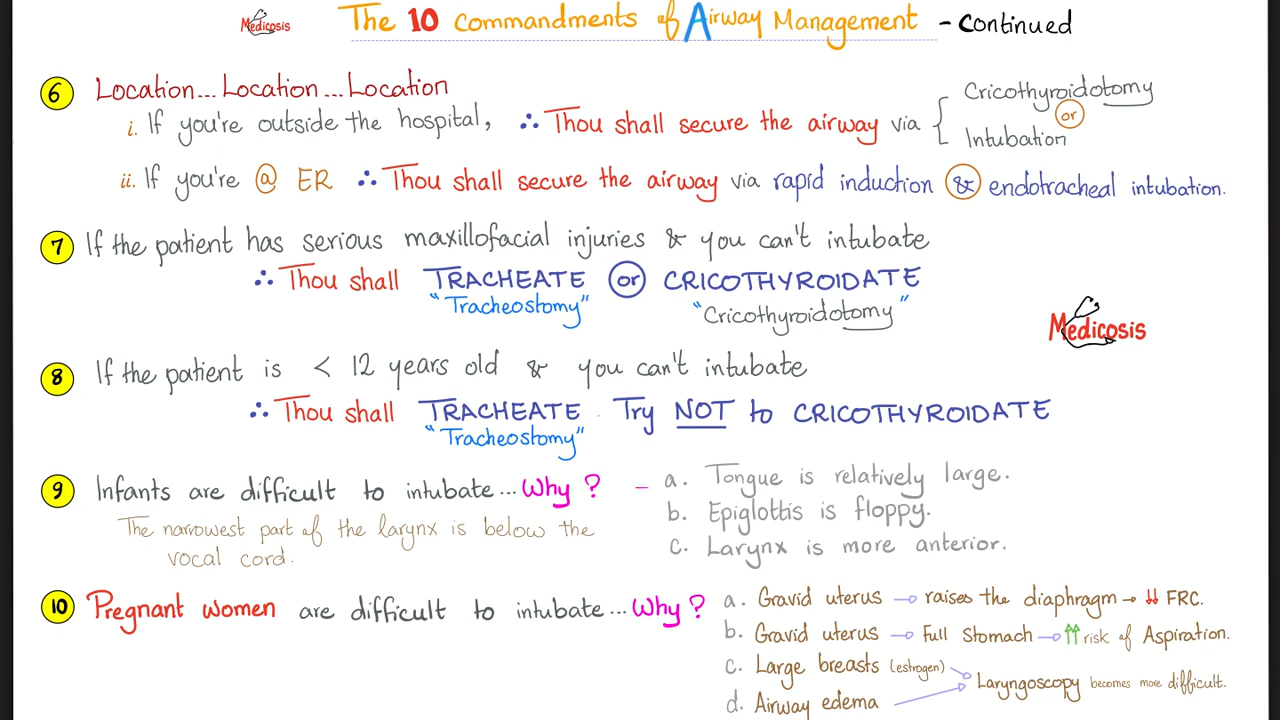 Medicosis
The 10 Commandments of Airway Management - Continued
6 Location... Location... Location
i. If you're outside the hospital, ∴ Thou shall secure the airway via { Cricothyroidotomy or Intubation
ii. If you're @ ER ∴ Thou shall secure the airway via rapid induction & endotracheal intubation.
7 If the patient has serious maxillofacial injuries & you can't intubate
∴ Thou shall TRACHEATE or CRICOTHYROIDATE
"Tracheostomy" "Cricothyroidotomy"
Medicosis
8 If the patient is < 12 years old & you can't intubate
∴ Thou shall TRACHEATE. Try NOT to CRICOTHYROIDATE
"Tracheostomy"
9 Infants are difficult to intubate... Why? – a. Tongue is relatively large.
b. Epiglottis is floppy.
c. Larynx is more anterior.
The narrowest part of the larynx is below the
vocal cord.
10 Pregnant women are difficult to intubate... Why?
a. Gravid uterus → raises the diaphragm → ↓↓ FRC.
b. Gravid uterus → Full Stomach → ↑↑ risk of Aspiration.
c. Large breasts (estrogen)
d. Airway edema
Laryngoscopy becomes more difficult.